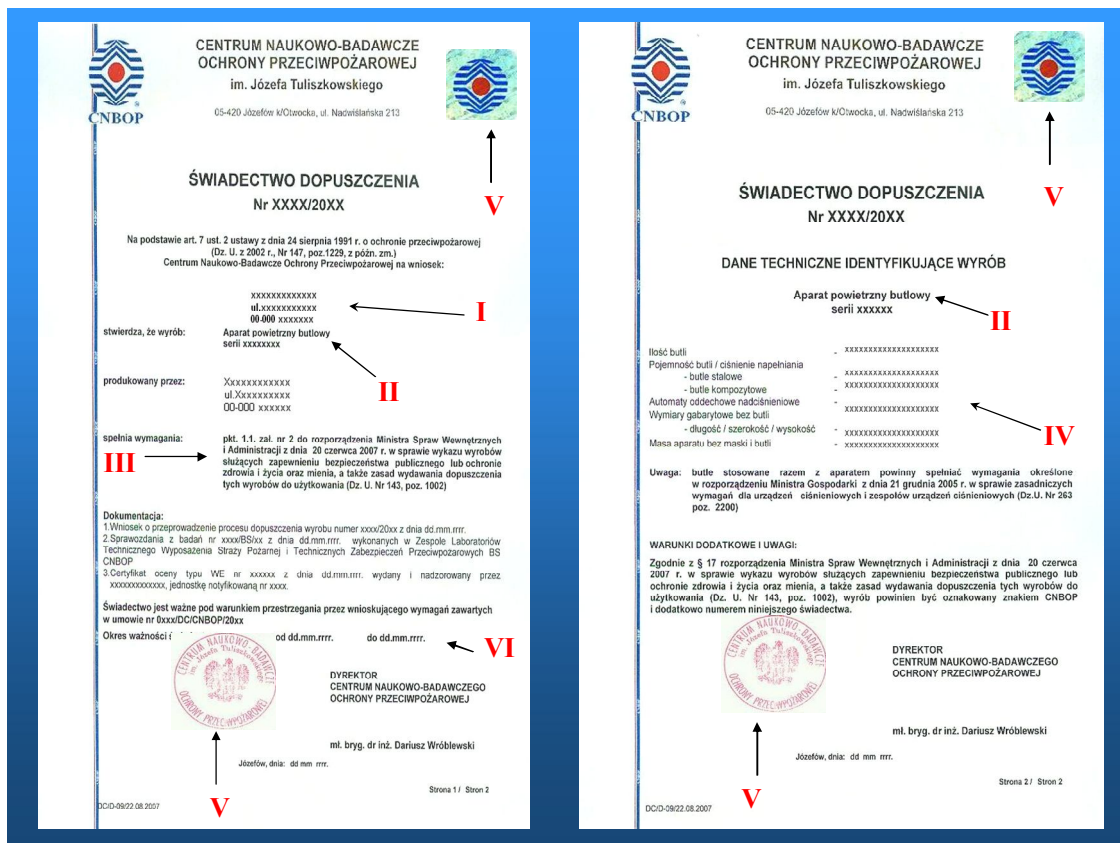 CENTRUM NAUKOWO-BADAWCZE
OCHRONY PRZECIWPOŻAROWEJ
im. Józefa Tuliszkowskiego
05-420 Józefów k/Otwocka, ul. Nadwiślańska 213
CNBOP
V
ŚWIADECTWO DOPUSZCZENIA
Nr XXXX/20XX
Na podstawie art. 7 ust. 2 ustawy z dnia 24 sierpnia 1991 r. o ochronie przeciwpożarowej
(Dz. U. z 2002 r., Nr 147, poz.1229, z późn. zm.)
Centrum Naukowo-Badawcze Ochrony Przeciwpożarowej na wniosek:
xxxxxxxxxxxxx
ul.xxxxxxxxxxx
00-000 xxxxxxx
I
stwierdza, że wyrób:
Aparat powietrzny butlowy
serii xxxxxxxx
II
produkowany przez:
Xxxxxxxxxxxx
ul.Xxxxxxxxxx
00-000 xxxxxx
spełnia wymagania:
III
pkt. 1.1. zał. nr 2 do rozporządzenia Ministra Spraw Wewnętrznych
i Administracji z dnia 20 czerwca 2007 r. w sprawie wykazu wyrobów
służących zapewnieniu bezpieczeństwa publicznego lub ochronie
zdrowia i życia oraz mienia, a także zasad wydawania dopuszczenia
tych wyrobów do użytkowania (Dz. U. Nr 143, poz. 1002)
Dokumentacja:
1.Wniosek o przeprowadzenie procesu dopuszczenia wyrobu numer xxxx/20xx z dnia dd.mm.rrrr.
2.Sprawozdania z badań nr xxxx/BS/xx z dnia dd.mm.rrrr. wykonanych w Zespole Laboratoriów
Technicznego Wyposażenia Straży Pożarnej i Technicznych Zabezpieczeń Przeciwpożarowych BS
CNBOP
3.Certyfikat oceny typu WE nr xxxxxx z dnia dd.mm.rrrr. wydany i nadzorowany przez
xxxxxxxxxxxxx, jednostkę notyfikowaną nr xxxx.
Świadectwo jest ważne pod warunkiem przestrzegania przez wnioskującego wymagań zawartych
w umowie nr 0xxx/DC/CNBOP/20xx
Okres ważności od dd.mm.rrrr. do dd.mm.rrrr.
VI
CENTRUM NAUKOWO-BADAWCZE
im. Józefa Tuliszkowskiego
OCHRONY PRZECIWPOŻAROWEJ
DYREKTOR
CENTRUM NAUKOWO-BADAWCZEGO
OCHRONY PRZECIWPOŻAROWEJ
mł. bryg. dr inż. Dariusz Wróblewski
Józefów, dnia: dd mm rrrr.
V
Strona 1 / Stron 2
DC/D-09/22.08.2007
CENTRUM NAUKOWO-BADAWCZE
OCHRONY PRZECIWPOŻAROWEJ
im. Józefa Tuliszkowskiego
05-420 Józefów k/Otwocka, ul. Nadwiślańska 213
CNBOP
V
ŚWIADECTWO DOPUSZCZENIA
Nr XXXX/20XX
DANE TECHNICZNE IDENTYFIKUJĄCE WYRÓB
Aparat powietrzny butlowy
serii xxxxxx
II
Ilość butli - xxxxxxxxxxxxxxxxxxxx
Pojemność butli / ciśnienie napełniania
- butle stalowe - xxxxxxxxxxxxxxxxxxxx
- butle kompozytowe - xxxxxxxxxxxxxxxxxxxx
Automaty oddechowe nadciśnieniowe - xxxxxxxxxxxxxxxxxxxx
Wymiary gabarytowe bez butli
- długość / szerokość / wysokość - xxxxxxxxxxxxxxxxxxxx
Masa aparatu bez maski i butli - xxxxxxxxxxxxxxxxxxxx
IV
Uwaga: butle stosowane razem z aparatem powinny spełniać wymagania określone
w rozporządzeniu Ministra Gospodarki z dnia 21 grudnia 2005 r. w sprawie zasadniczych
wymagań dla urządzeń ciśnieniowych i zespołów urządzeń ciśnieniowych (Dz.U. Nr 263
poz. 2200)
WARUNKI DODATKOWE I UWAGI:
Zgodnie z § 17 rozporządzenia Ministra Spraw Wewnętrznych i Administracji z dnia 20 czerwca
2007 r. w sprawie wykazu wyrobów służących zapewnieniu bezpieczeństwa publicznego lub
ochronie zdrowia i życia oraz mienia, a także zasad wydawania dopuszczenia tych wyrobów do
użytkowania (Dz. U. Nr 143, poz. 1002), wyrób powinien być oznakowany znakiem CNBOP
i dodatkowo numerem niniejszego świadectwa.
CENTRUM NAUKOWO-BADAWCZE
im. Józefa Tuliszkowskiego
OCHRONY PRZECIWPOŻAROWEJ
DYREKTOR
CENTRUM NAUKOWO-BADAWCZEGO
OCHRONY PRZECIWPOŻAROWEJ
mł. bryg. dr inż. Dariusz Wróblewski
Józefów, dnia: dd mm rrrr.
V
Strona 2 / Stron 2
DC/D-09/22.08.2007